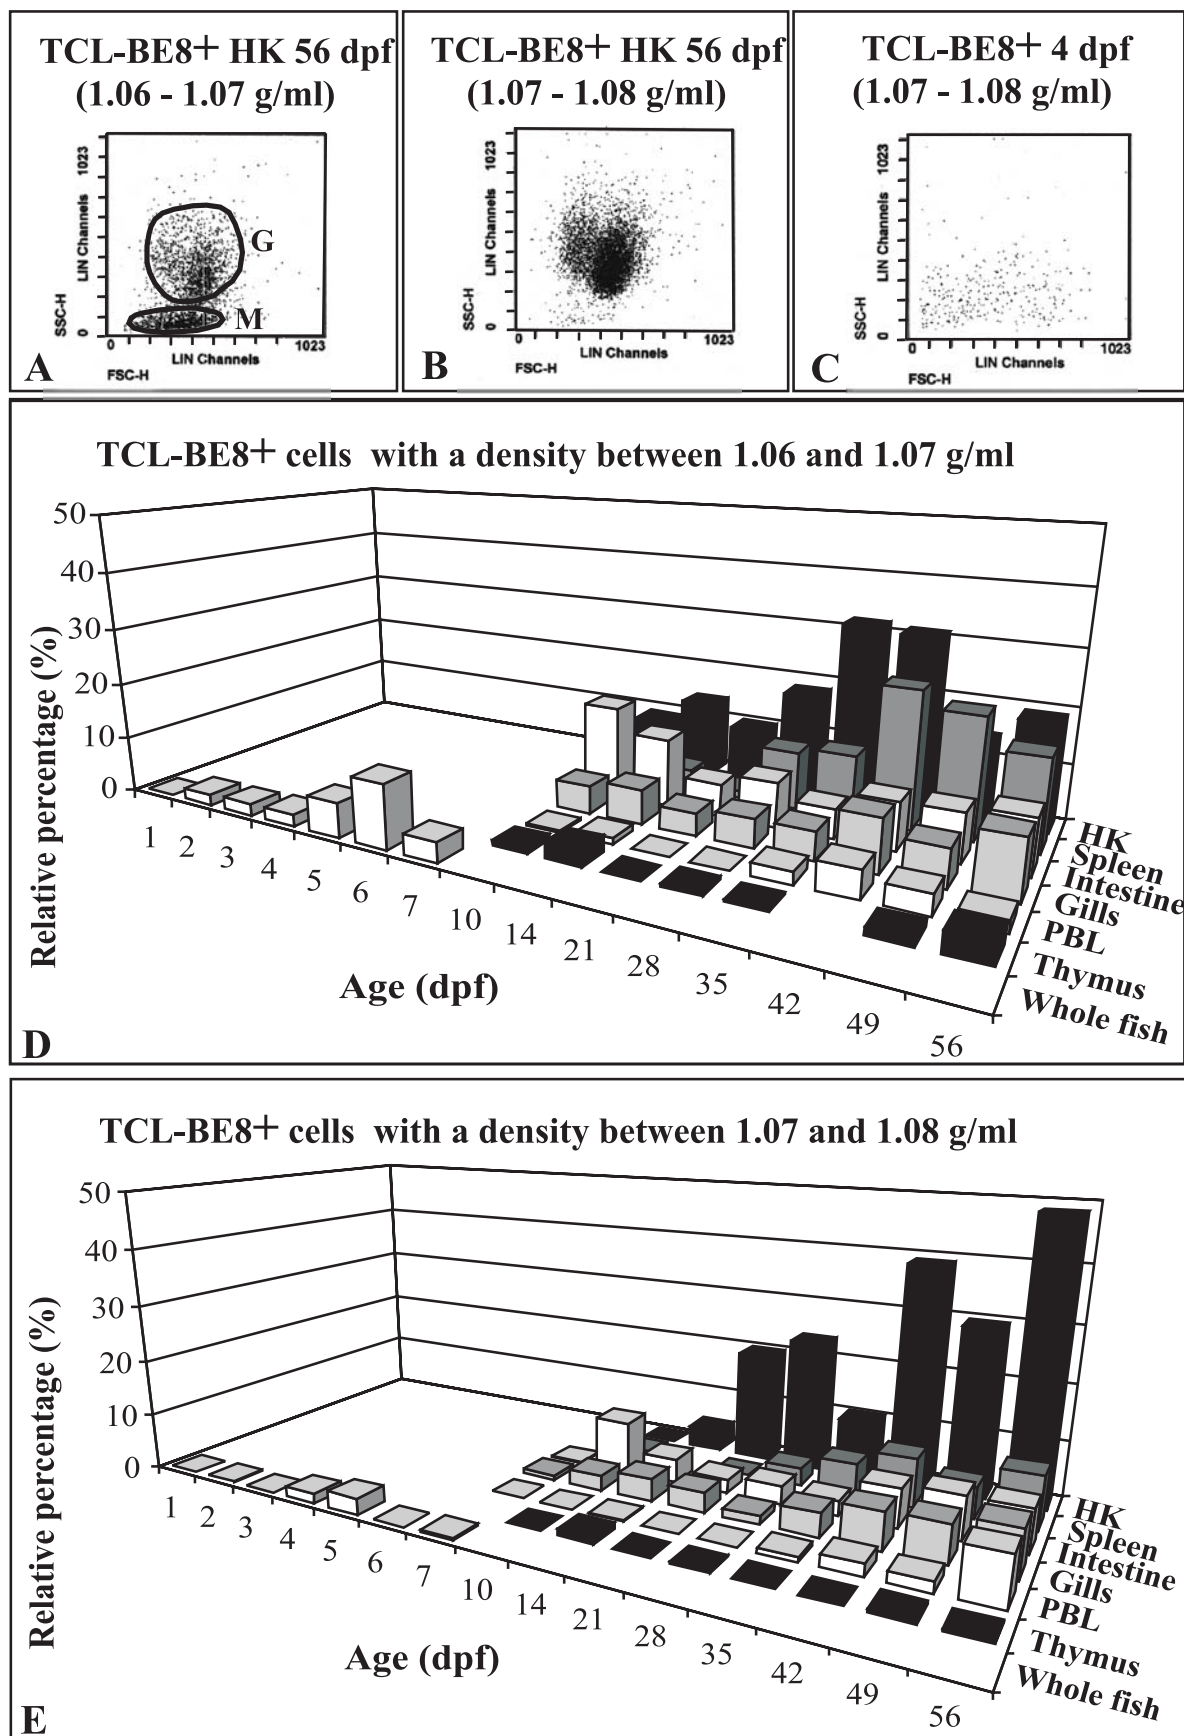 TCL-BE8+ HK 56 dpf
(1.06 - 1.07 g/ml)
SSC-H
LIN Channels
0
1023
G
M
0
LIN Channels
1023
FSC-H
A
TCL-BE8+ HK 56 dpf
(1.07 - 1.08 g/ml)
SSC-H
LIN Channels
0
1023
0
LIN Channels
1023
FSC-H
B
TCL-BE8+ 4 dpf
(1.07 - 1.08 g/ml)
SSC-H
LIN Channels
0
1023
0
LIN Channels
1023
FSC-H
C
TCL-BE8+ cells with a density between 1.06 and 1.07 g/ml
50
40
30
20
10
0
Relative percentage (%)
1
2
3
4
5
6
7
10
14
21
28
35
42
49
56
Age (dpf)
HK
Spleen
Intestine
Gills
PBL
Thymus
Whole fish
D
TCL-BE8+ cells with a density between 1.07 and 1.08 g/ml
50
40
30
20
10
0
Relative percentage (%)
1
2
3
4
5
6
7
10
14
21
28
35
42
49
56
Age (dpf)
HK
Spleen
Intestine
Gills
PBL
Thymus
Whole fish
E